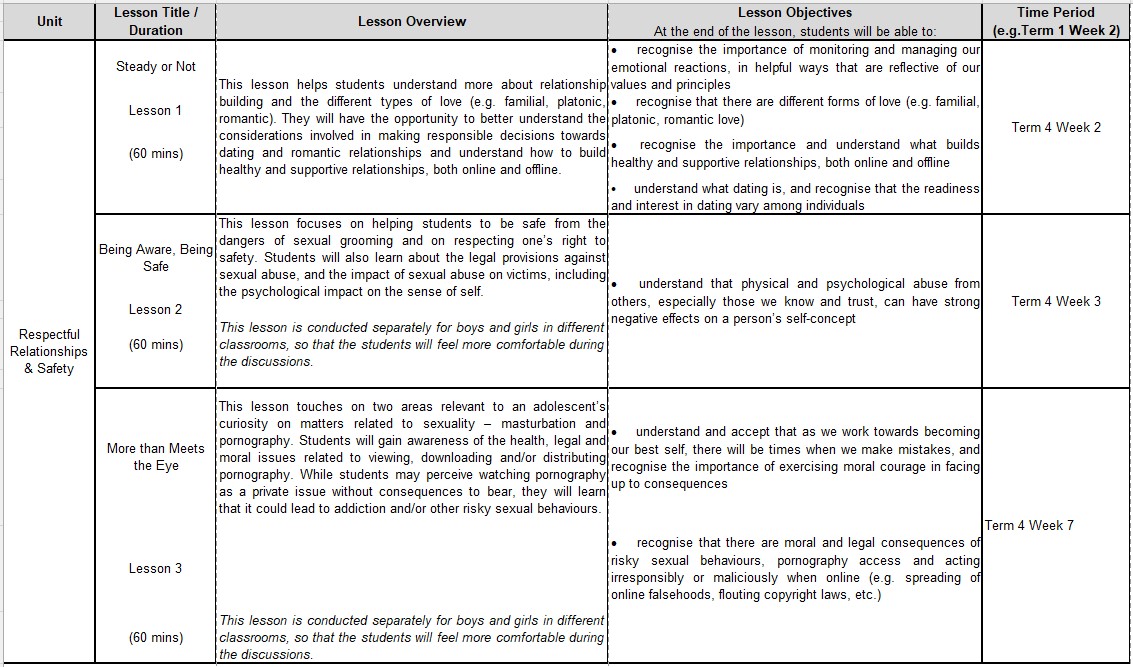 Unit
Lesson Title /
Duration
Lesson Overview
Lesson Objectives
At the end of the lesson, students will be able to:
Time Period
(e.g.Term 1 Week 2)
Respectful
Relationships
& Safety
Steady or Not
Lesson 1
(60 mins)
This lesson helps students understand more about relationship
building and the different types of love (e.g. familial, platonic,
romantic). They will have the opportunity to better understand the
considerations involved in making responsible decisions towards
dating and romantic relationships and understand how to build
healthy and supportive relationships, both online and offline.
• recognise the importance of monitoring and managing our
emotional reactions, in helpful ways that are reflective of our
values and principles
• recognise that there are different forms of love (e.g. familial,
platonic, romantic love)
• recognise the importance and understand what builds
healthy and supportive relationships, both online and offline
• understand what dating is, and recognise that the readiness
and interest in dating vary among individuals
Term 4 Week 2
Being Aware, Being
Safe
Lesson 2
(60 mins)
This lesson focuses on helping students to be safe from the
dangers of sexual grooming and on respecting one's right to
safety. Students will also learn about the legal provisions against
sexual abuse, and the impact of sexual abuse on victims, including
the psychological impact on the sense of self.
This lesson is conducted separately for boys and girls in different
classrooms, so that the students will feel more comfortable during
the discussions.
• understand that physical and psychological abuse from
others, especially those we know and trust, can have strong
negative effects on a person's self-concept
Term 4 Week 3
More than Meets
the Eye
Lesson 3
(60 mins)
This lesson touches on two areas relevant to an adolescent's
curiosity on matters related to sexuality – masturbation and
pornography. Students will gain awareness of the health, legal and
moral issues related to viewing, downloading and/or distributing
pornography. While students may perceive watching pornography
as a private issue without consequences to bear, they will learn
that it could lead to addiction and/or other risky sexual behaviours.
This lesson is conducted separately for boys and girls in different
classrooms, so that the students will feel more comfortable during
the discussions.
• understand and accept that as we work towards becoming
our best self, there will be times when we make mistakes, and
recognise the importance of exercising moral courage in facing
up to consequences
• recognise that there are moral and legal consequences of
risky sexual behaviours, pornography access and acting
irresponsibly or maliciously when online (e.g. spreading of
online falsehoods, flouting copyright laws, etc.)
Term 4 Week 7